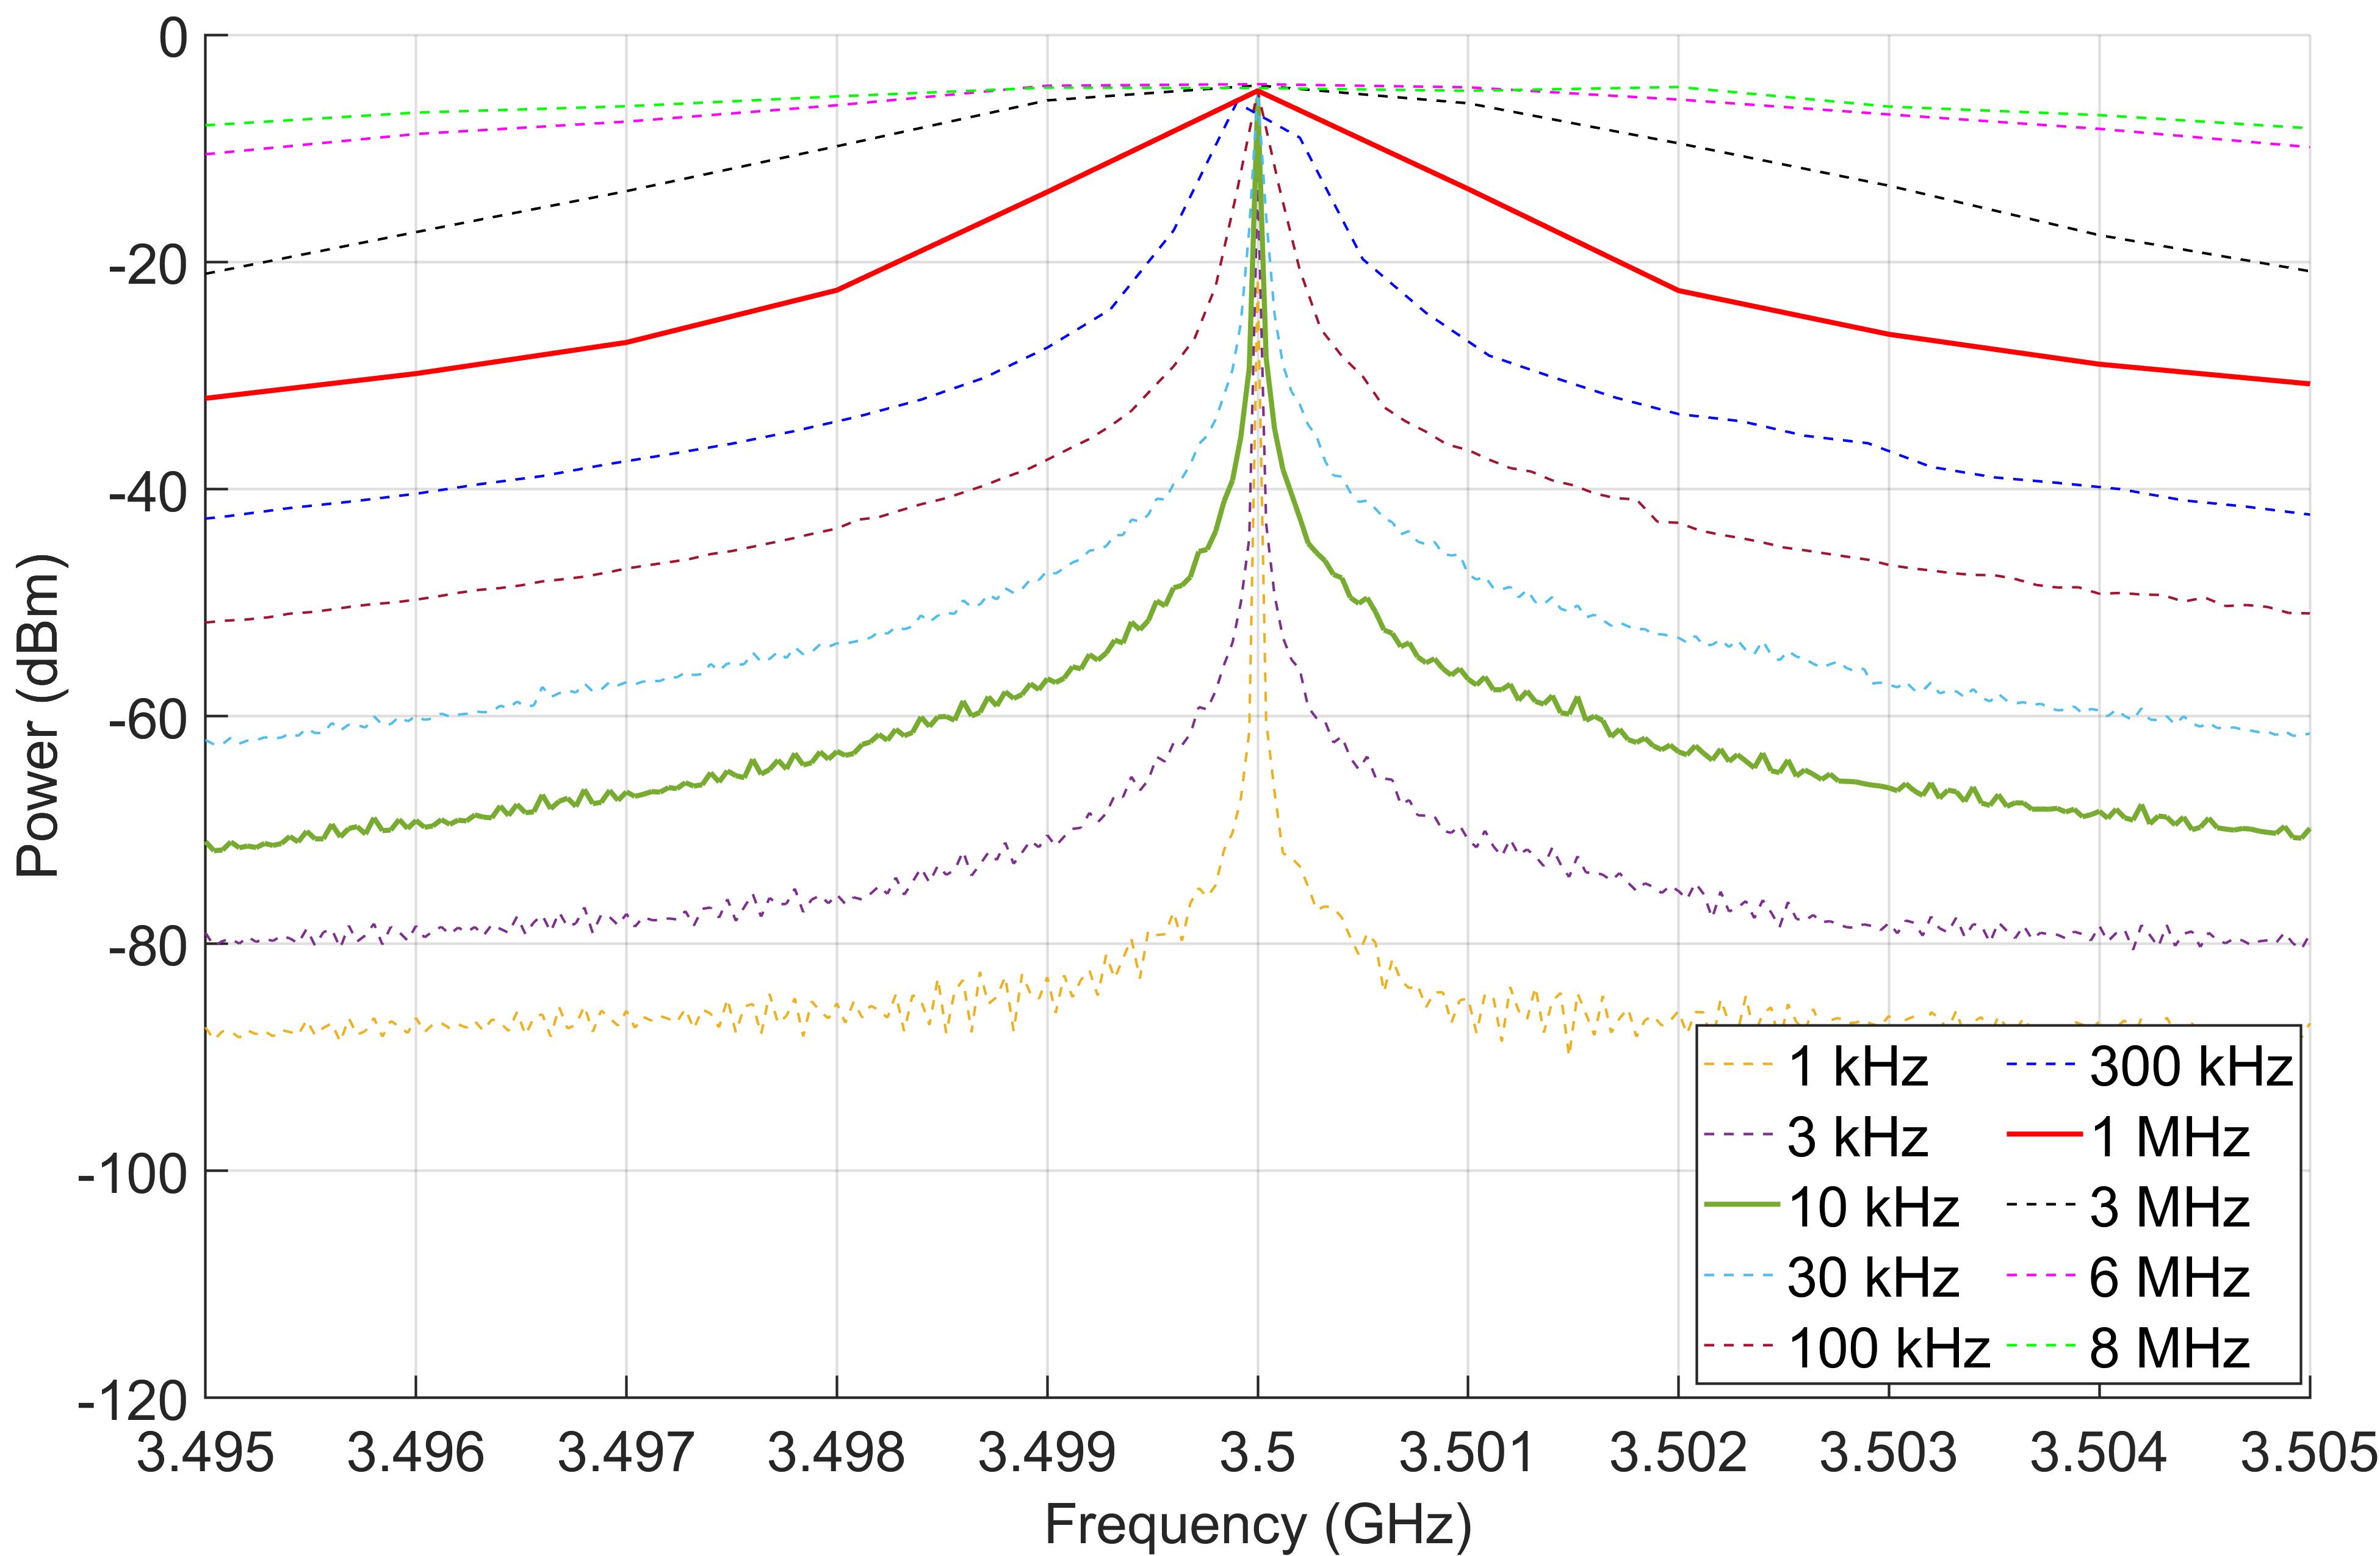 0
-20
-40
-60
-80
-100
-120
Power (dBm)
1 kHz 300 kHz
3 kHz 1 MHz
10 kHz 3 MHz
30 kHz 6 MHz
100 kHz 8 MHz
3.495 3.496 3.497 3.498 3.499 3.5 3.501 3.502 3.503 3.504 3.505
Frequency (GHz)